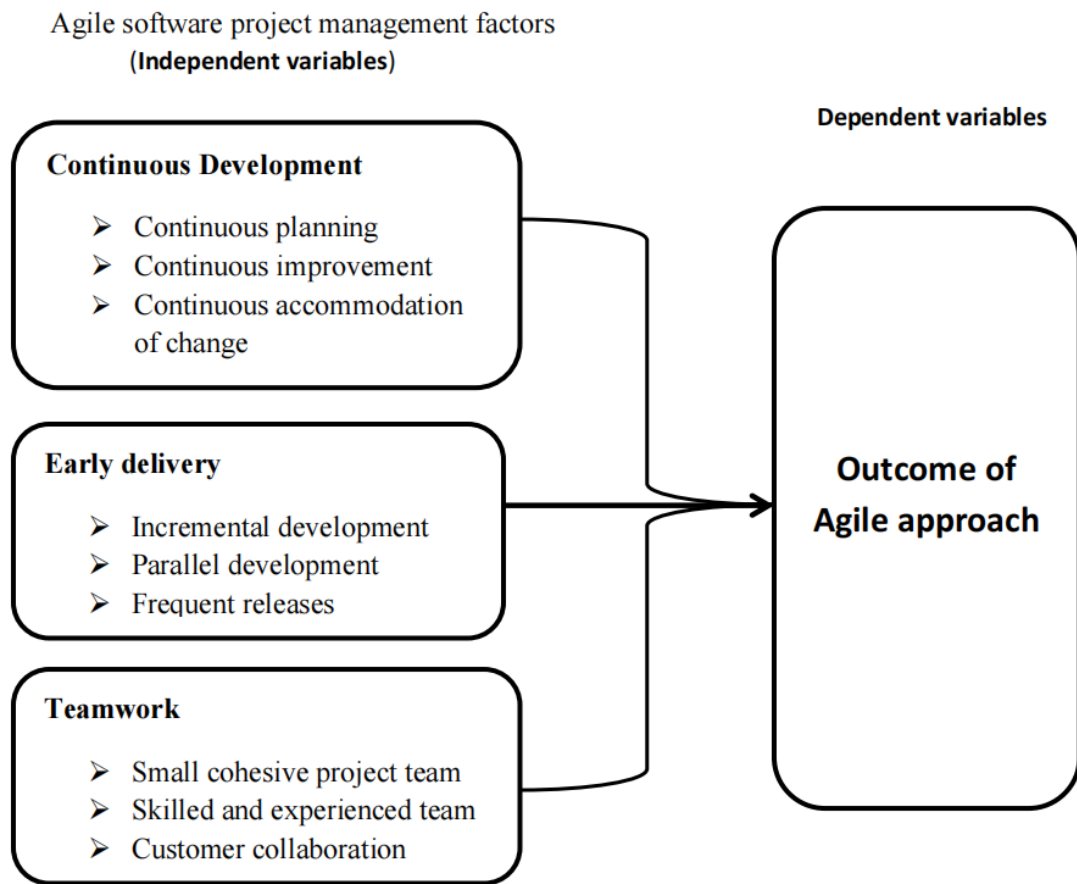 Agile software project management factors
(Independent variables)
Dependent variables
Continuous Development
➤ Continuous planning
➤ Continuous improvement
➤ Continuous accommodation
of change
Early delivery
➤ Incremental development
➤ Parallel development
➤ Frequent releases
Teamwork
➤ Small cohesive project team
➤ Skilled and experienced team
➤ Customer collaboration
Outcome of
Agile approach